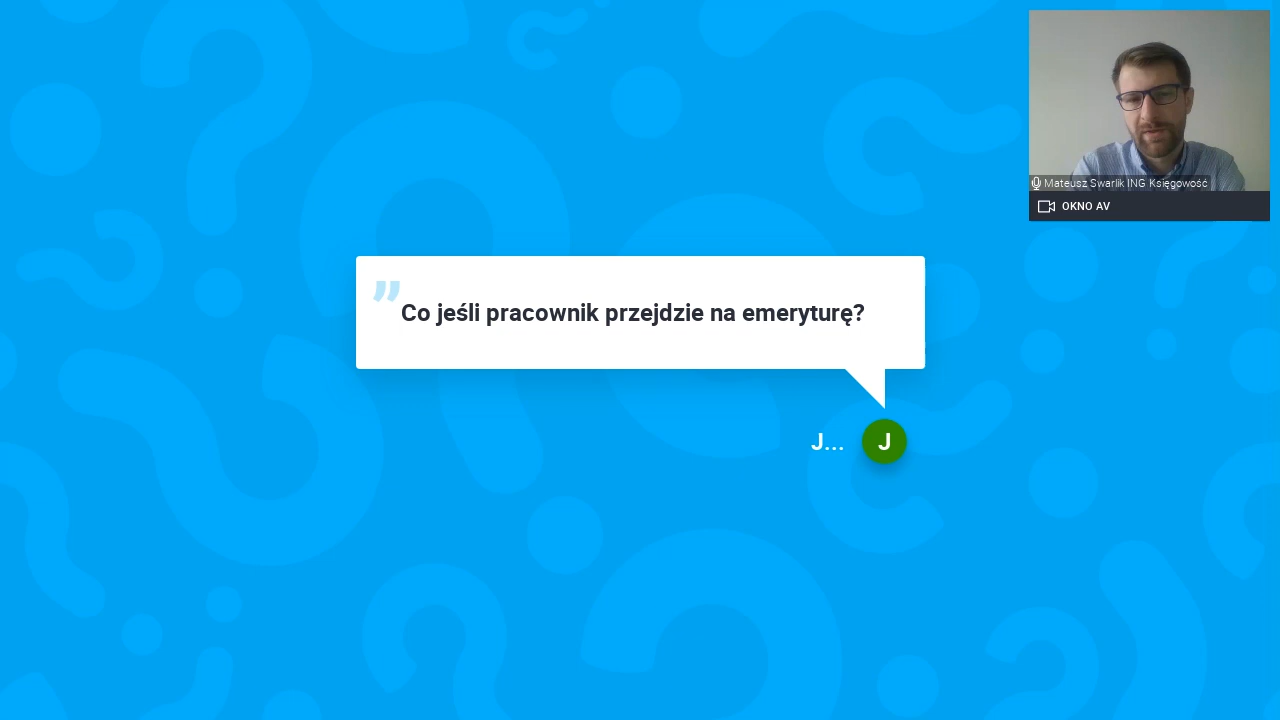 Mateusz Swarlik ING Księgowość
OKNO AV
” Co jeśli pracownik przejdzie na emeryturę?
J... J